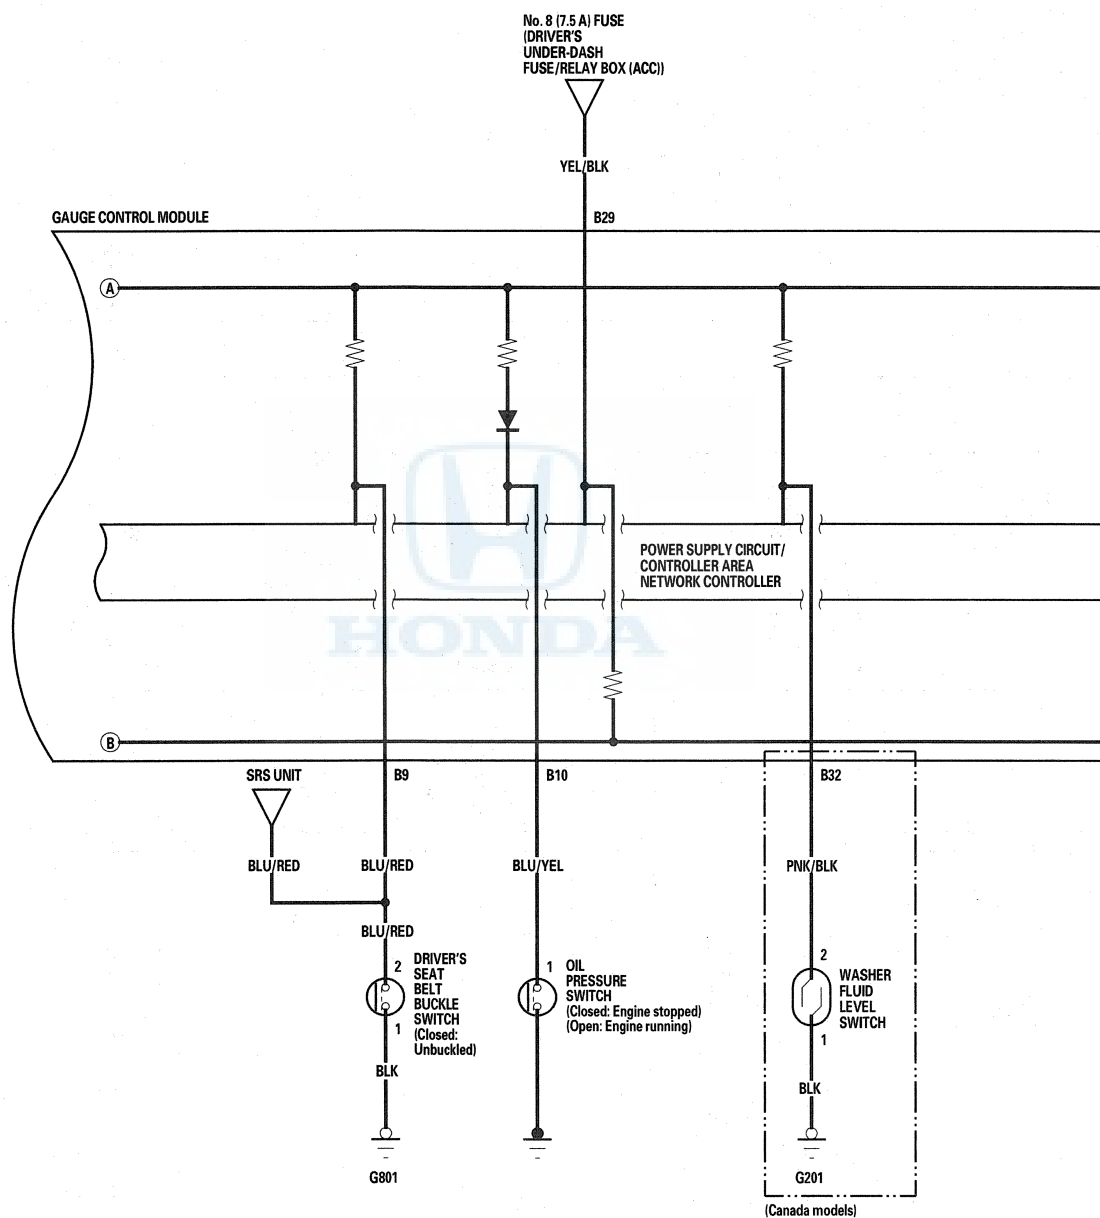 No. 8 (7.5 A) FUSE
(DRIVER'S
UNDER-DASH
FUSE/RELAY BOX (ACC))
YEL/BLK
GAUGE CONTROL MODULE
B29
A
POWER SUPPLY CIRCUIT/
CONTROLLER AREA
NETWORK CONTROLLER
HONDA
B
SRS UNIT
B9
B10
B32
BLU/RED
BLU/RED
BLU/YEL
PNK/BLK
BLU/RED
2
DRIVER'S
SEAT
BELT
BUCKLE
SWITCH
(Closed:
Unbuckled)
1
1
OIL
PRESSURE
SWITCH
(Closed: Engine stopped)
(Open: Engine running)
2
WASHER
FLUID
LEVEL
SWITCH
1
BLK
BLK
G801
G201
(Canada models)